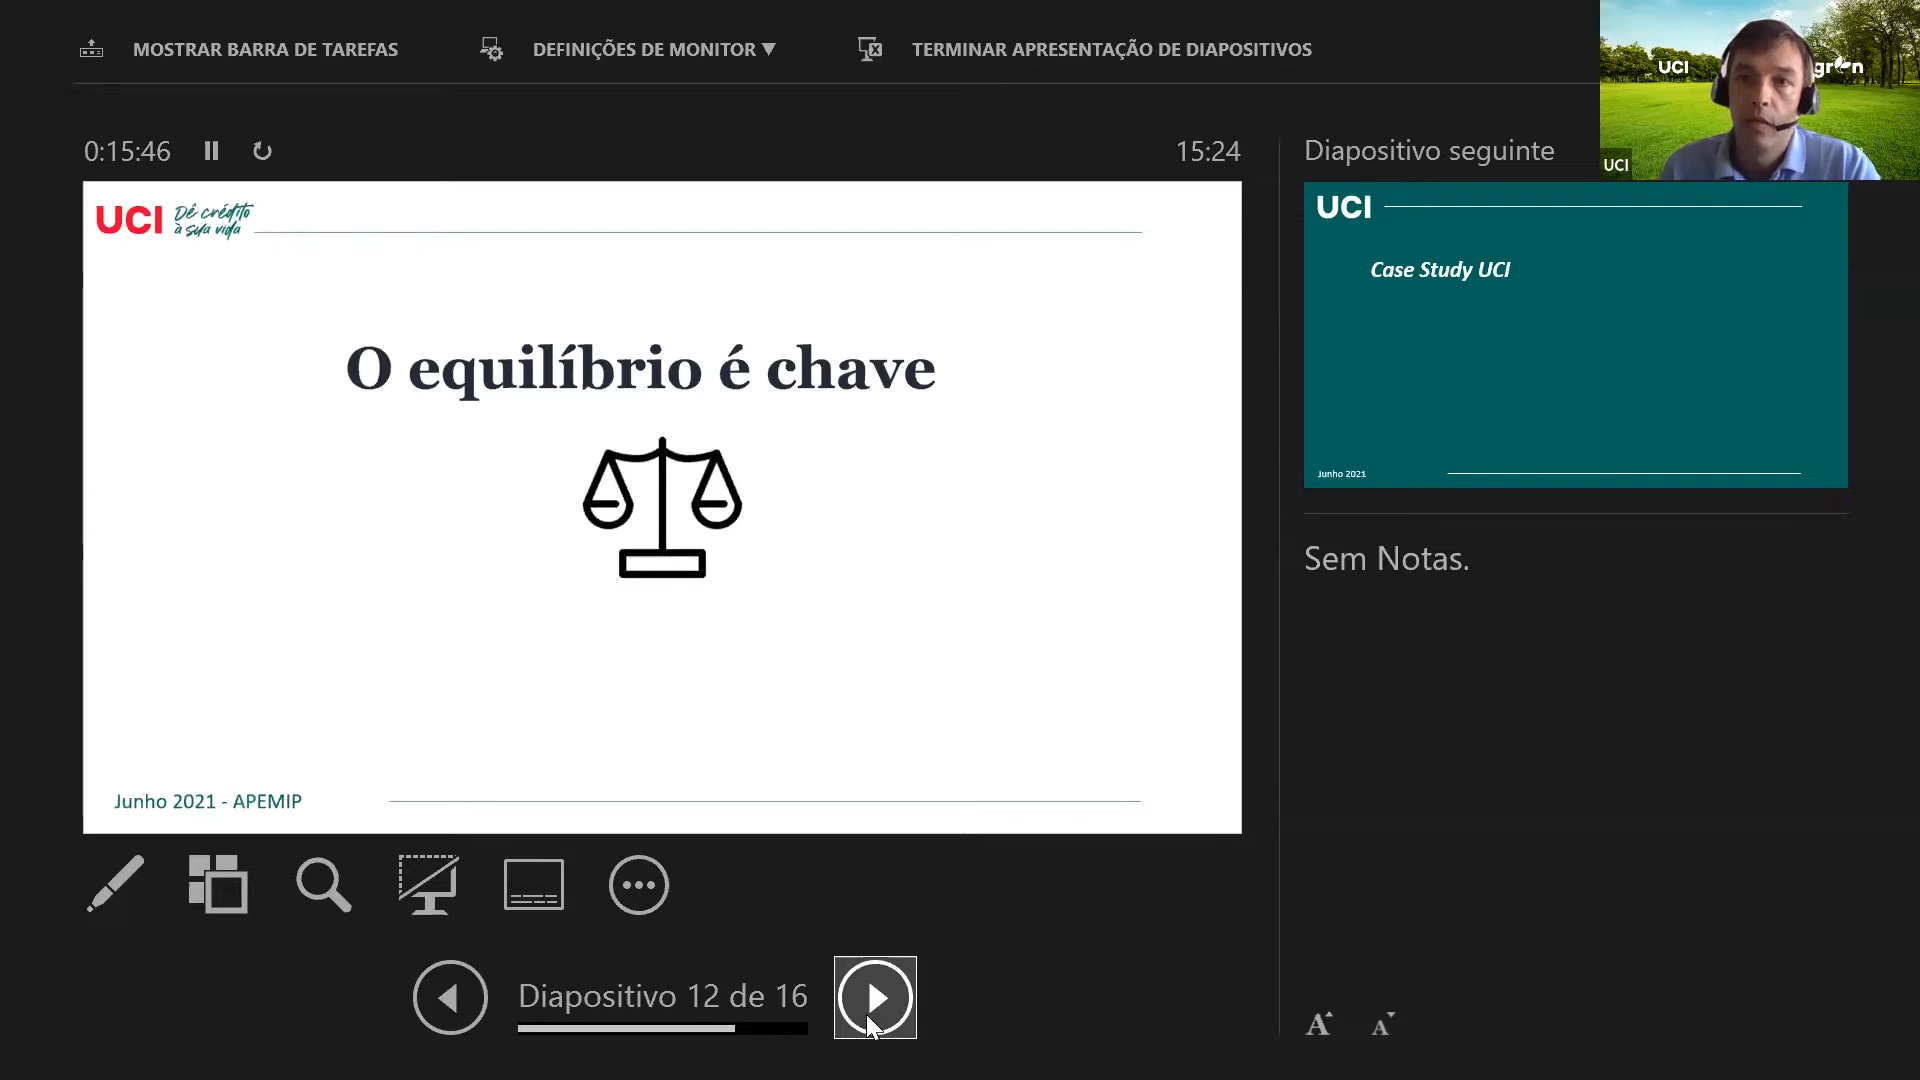 MOSTRAR BARRA DE TAREFAS
DEFINIÇÕES DE MONITOR ▼
TERMINAR APRESENTAÇÃO DE DIAPOSITIVOS
UCI
gr
n
UCI
0:15:46
15:24
Diapositivo seguinte
UCI Dê crédito
à sua vida
O equilíbrio é chave
Junho 2021 - APEMIP
UCI
Case Study UCI
Junho 2021
Sem Notas.
Diapositivo 12 de 16
A A